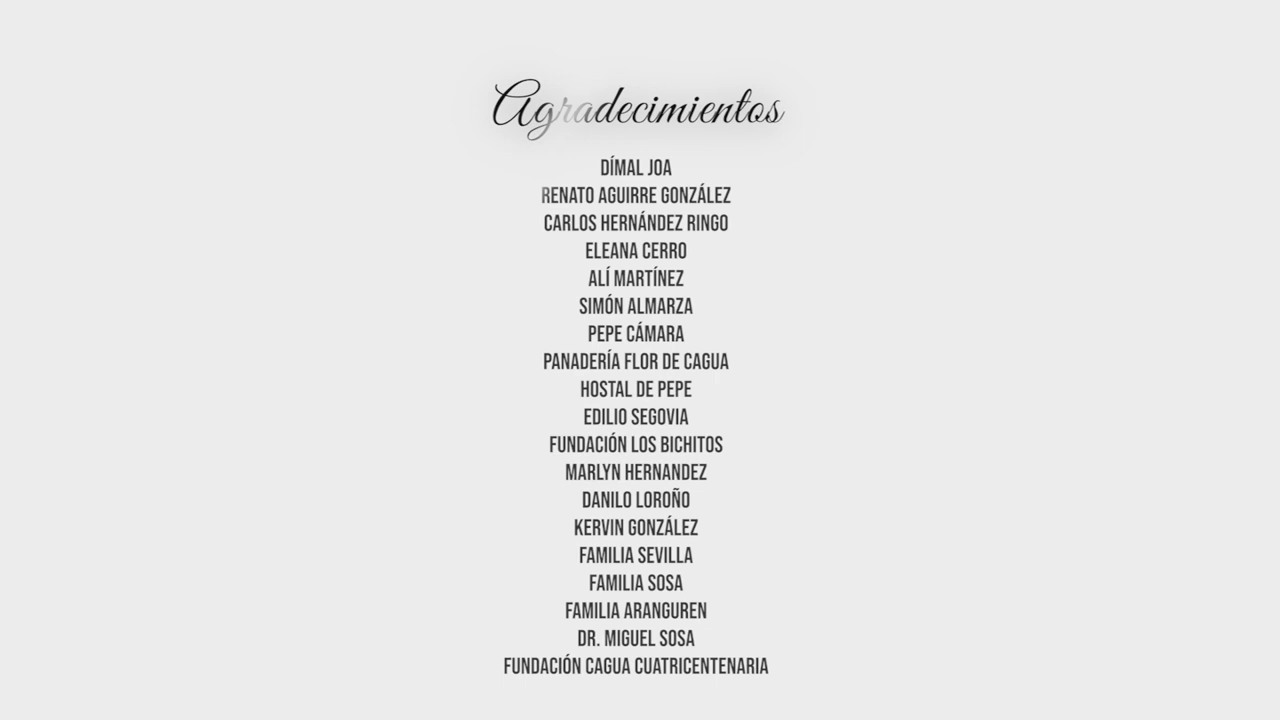 Agradecimientos
DÍMAL JOA
RENATO AGUIRRE GONZÁLEZ
CARLOS HERNÁNDEZ RINGO
ELEANA CERRO
ALÍ MARTÍNEZ
SIMÓN ALMARZA
PEPE CÁMARA
PANADERÍA FLOR DE CAGUA
HOSTAL DE PEPE
EDILIO SEGOVIA
FUNDACIÓN LOS BICHITOS
MARLYN HERNANDEZ
DANILO LOROÑO
KERVIN GONZÁLEZ
FAMILIA SEVILLA
FAMILIA SOSA
FAMILIA ARANGUREN
DR. MIGUEL SOSA
FUNDACIÓN CAGUA CUATRICENTENARIA